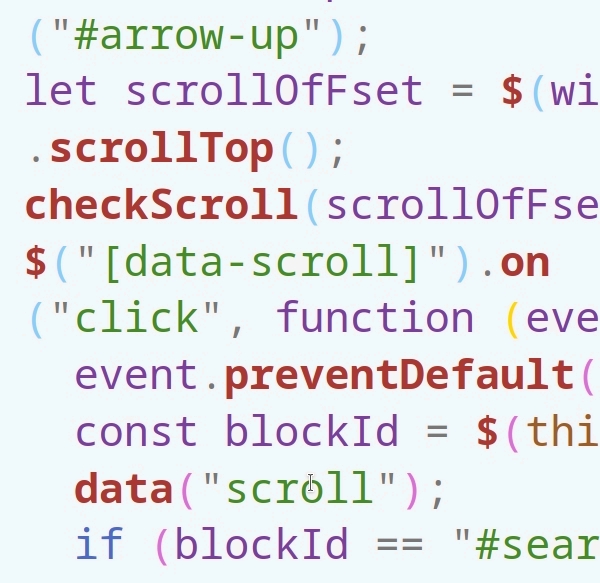 ("#arrow-up");
let scrollOfFset = $(wi
.scrollTop();
checkScroll(scrollOfFse
$("[data-scroll]").on
("click", function (eve
event.preventDefault(
const blockId = $(thi
data("scroll");
if (blockId == "#sear